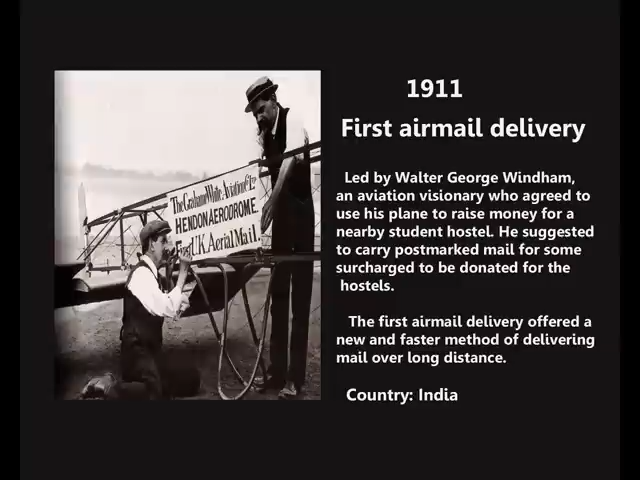 1911
First airmail delivery
The Grahame-White Aviation Co Ltd
HENDON AERODROME
First U.K. Aerial Mail.
Led by Walter George Windham,
an aviation visionary who agreed to
use his plane to raise money for a
nearby student hostel. He suggested
to carry postmarked mail for some
surcharged to be donated for the
hostels.
The first airmail delivery offered a
new and faster method of delivering
mail over long distance.
Country: India